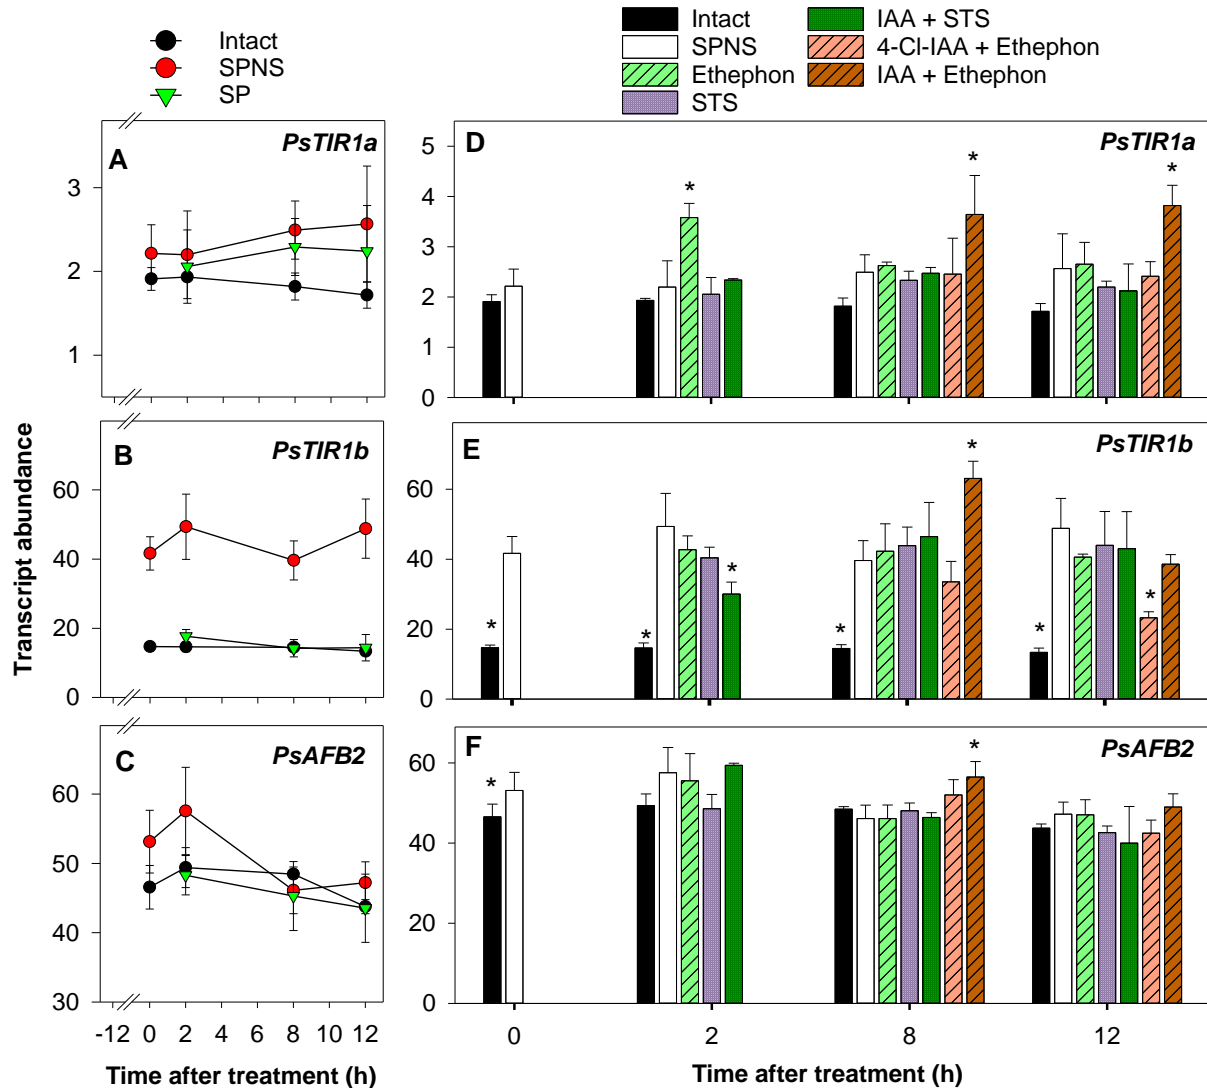 Intact
SPNS
SP
Intact
SPNS
Ethephon
STS
IAA + STS
4-Cl-IAA + Ethephon
IAA + Ethephon
Transcript abundance
A
PsTIR1a
3
2
1
B
PsTIR1b
60
40
20
0
C
PsAFB2
60
50
40
30
-12 0 2 4 6 8 10 12
Time after treatment (h)
D
PsTIR1a
5
4
3
2
1
0
*
*
*
E
PsTIR1b
60
40
20
0
*
*
*
*
*
*
*
F
PsAFB2
60
40
20
0
*
*
0 2 8 12
Time after treatment (h)